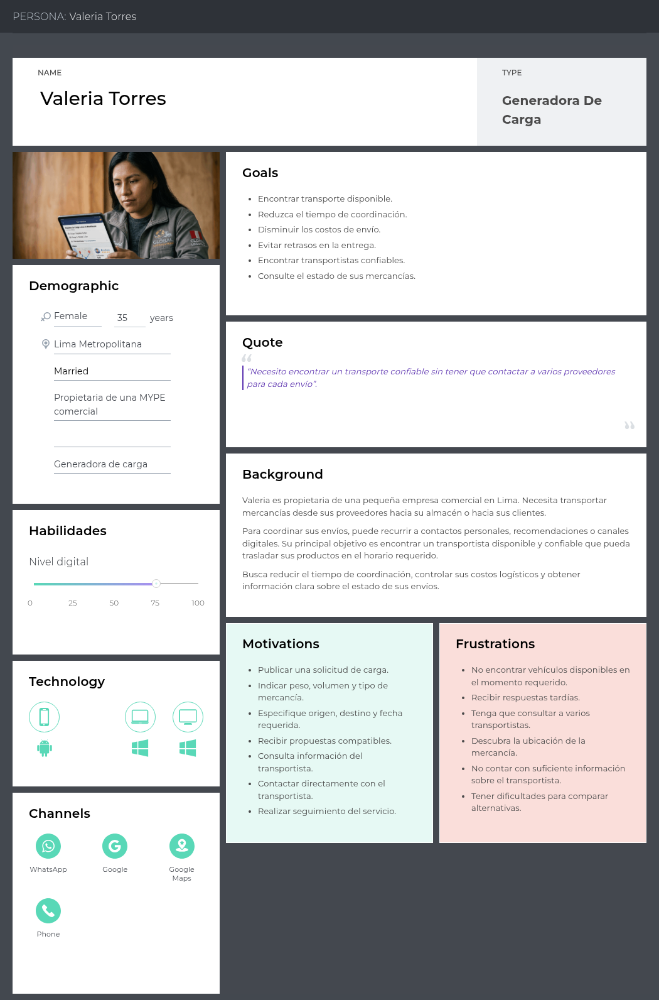 PERSONA: Valeria Torres
NAME
Valeria Torres
TYPE
Generadora De
Carga
GLOBAL
Demographic
Female
35
years
Lima Metropolitana
Married
Propietaria de una MYPE
comercial
Generadora de carga
Habilidades
Nivel digital
0
25
50
75
100
Technology
Channels
WhatsApp
Google
Google
Maps
Phone
Goals
Encontrar transporte disponible.
Reduzca el tiempo de coordinación.
Disminuir los costos de envío.
Evitar retrasos en la entrega.
Encontrar transportistas confiables.
Consulte el estado de sus mercancías.
Quote
“Necesito encontrar un transporte confiable sin tener que contactar a varios proveedores
para cada envío”.
Background
Valeria es propietaria de una pequeña empresa comercial en Lima. Necesita transportar
mercancías desde sus proveedores hacia su almacén o hacia sus clientes.
Para coordinar sus envíos, puede recurrir a contactos personales, recomendaciones o canales
digitales. Su principal objetivo es encontrar un transportista disponible y confiable que pueda
trasladar sus productos en el horario requerido.
Busca reducir el tiempo de coordinación, controlar sus costos logísticos y obtener
información clara sobre el estado de sus envíos.
Motivations
Publicar una solicitud de carga.
Indicar peso, volumen y tipo de
mercancía.
Especifique origen, destino y fecha
requerida.
Recibir propuestas compatibles.
Consulta información del
transportista.
Contactar directamente con el
transportista.
Realizar seguimiento del servicio.
Frustrations
No encontrar vehículos disponibles en
el momento requerido.
Recibir respuestas tardías.
Tenga que consultar a varios
transportistas.
Descubra la ubicación de la
mercancía.
No contar con suficiente información
sobre el transportista.
Tener dificultades para comparar
alternativas.